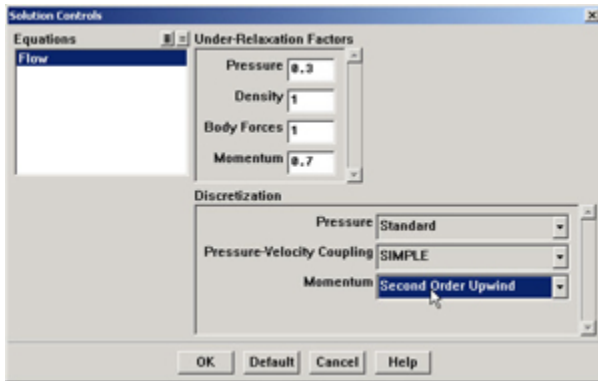 Solution Controls
Equations
Flow
Under-Relaxation Factors
Pressure 0.3
Density 1
Body Forces 1
Momentum 0.7
Discretization
Pressure Standard
Pressure-Velocity Coupling SIMPLE
Momentum Second Order Upwind
OK Default Cancel Help